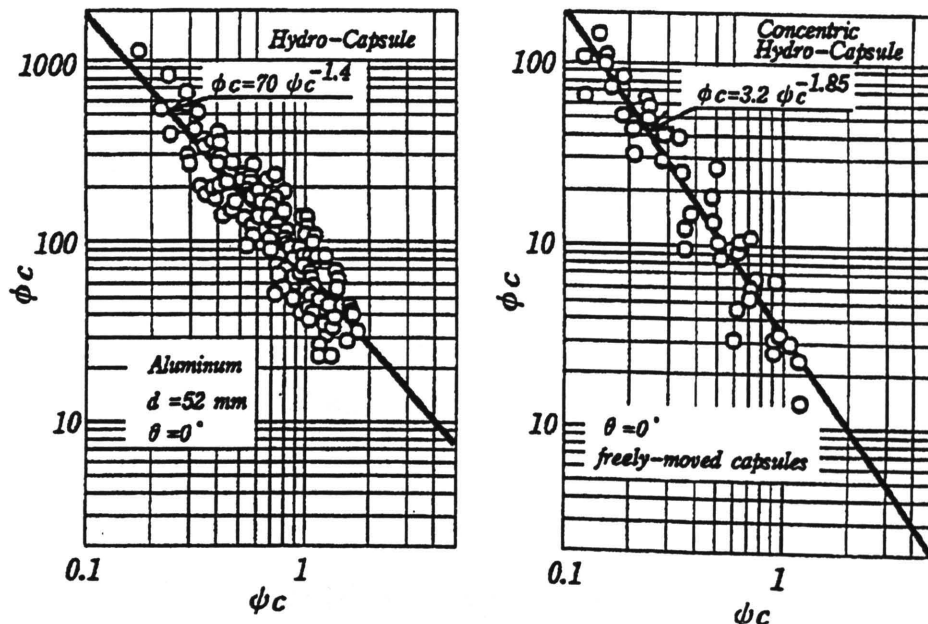 Hydro-Capsule
ϕc=70 ψc^-1.4
1000
100
10
ϕc
Aluminum
d =52 mm
θ =0°
0.1
1
ψc
Concentric
Hydro-Capsule
ϕc=3.2 ψc^-1.85
100
10
ϕc
θ =0°
freely-moved capsules
0.1
1
ψc